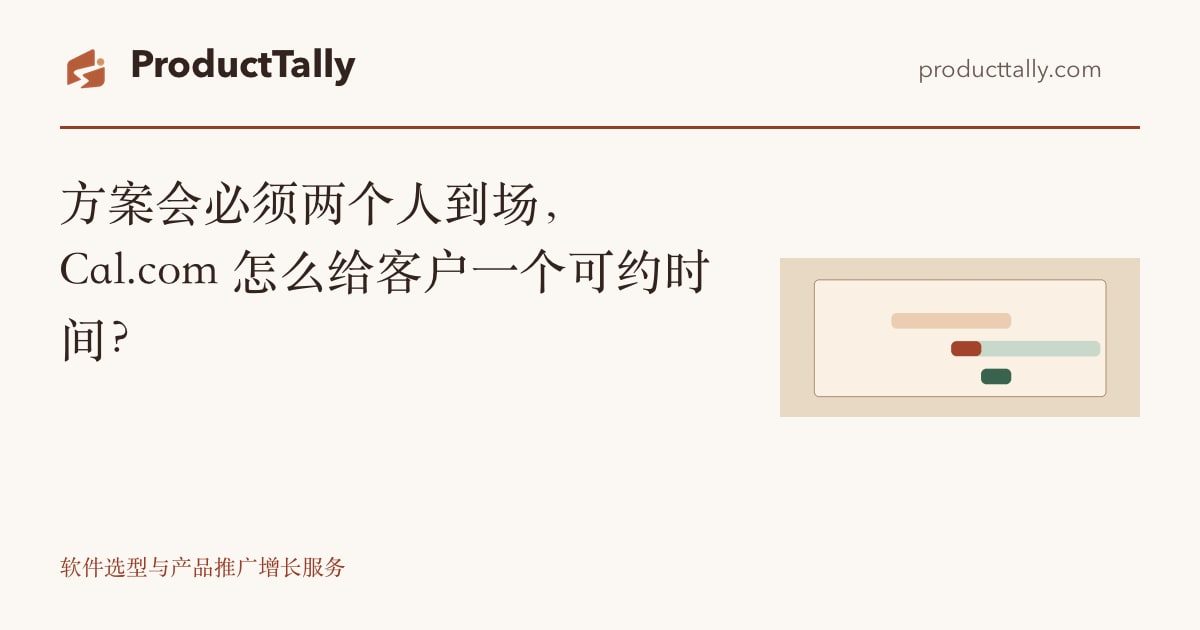 ProductTally
producttally.com
方案会必须两个人到场,
Cal.com 怎么给客户一个可约时
间?
软件选型与产品推广增长服务